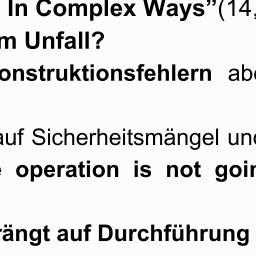 In Complex Ways”(14,
m Unfall?
onstruktionsfehlern abe
auf Sicherheitsmängel und
operation is not goin
rängt auf Durchführung